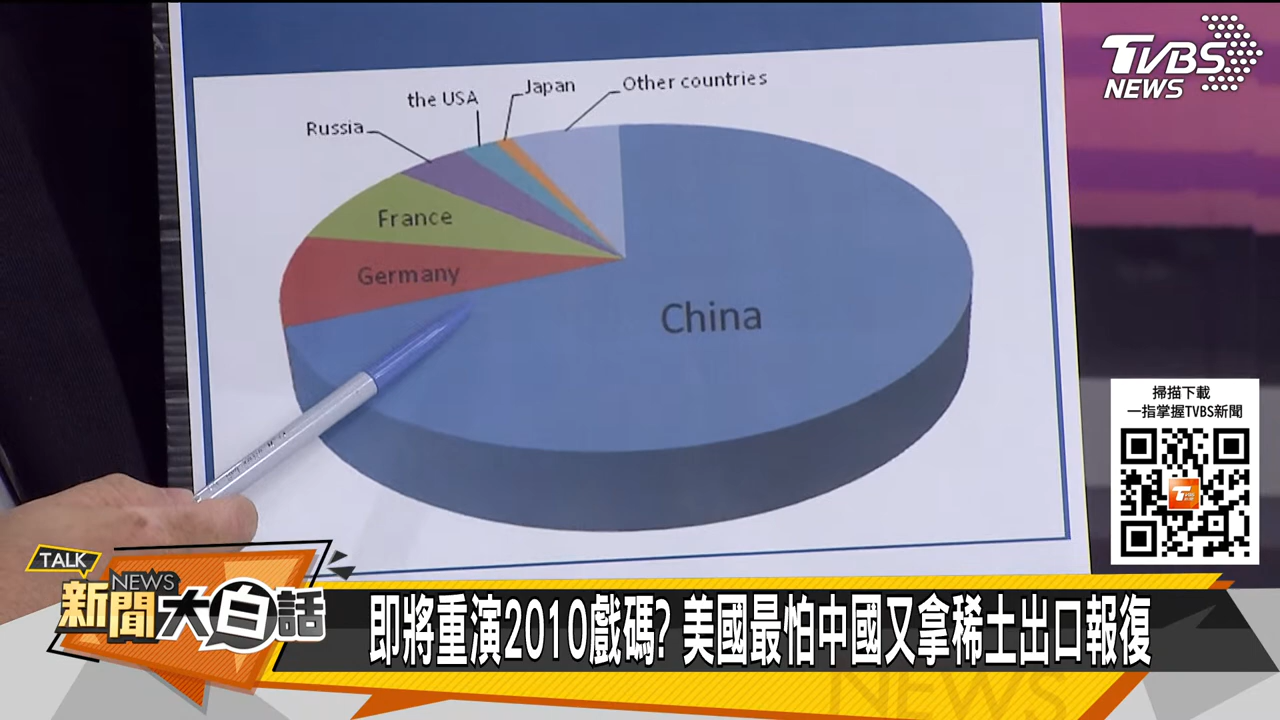 TVBS
NEWS
the USA
Japan
Other countries
Russia
France
Germany
China
掃描下載
一指掌握TVBS新聞
TALK
NEWS
新聞大白話
即將重演2010戲碼? 美國最怕中國又拿稀土出口報復
NEWS